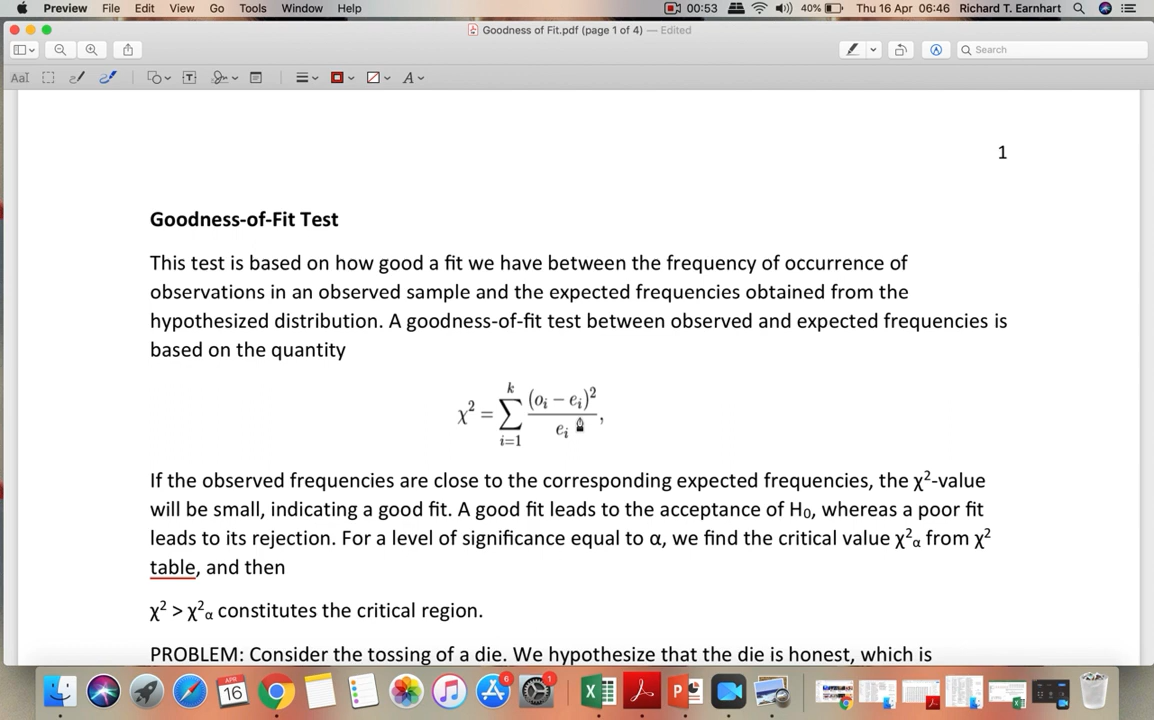 Preview File Edit View Go Tools Window Help 00:53 40% Thu 16 Apr 06:46 Richard T. Earnhart
Goodness of Fit.pdf (page 1 of 4) — Edited
Search
AaI T A
1
Goodness-of-Fit Test
This test is based on how good a fit we have between the frequency of occurrence of
observations in an observed sample and the expected frequencies obtained from the
hypothesized distribution. A goodness-of-fit test between observed and expected frequencies is
based on the quantity
χ² = ∑_{i=1}^{k} (oᵢ − eᵢ)² / eᵢ,
If the observed frequencies are close to the corresponding expected frequencies, the χ²-value
will be small, indicating a good fit. A good fit leads to the acceptance of H₀, whereas a poor fit
leads to its rejection. For a level of significance equal to α, we find the critical value χ²α from χ²
table, and then
χ² > χ²α constitutes the critical region.
PROBLEM: Consider the tossing of a die. We hypothesize that the die is honest, which is
APR
16
6
1